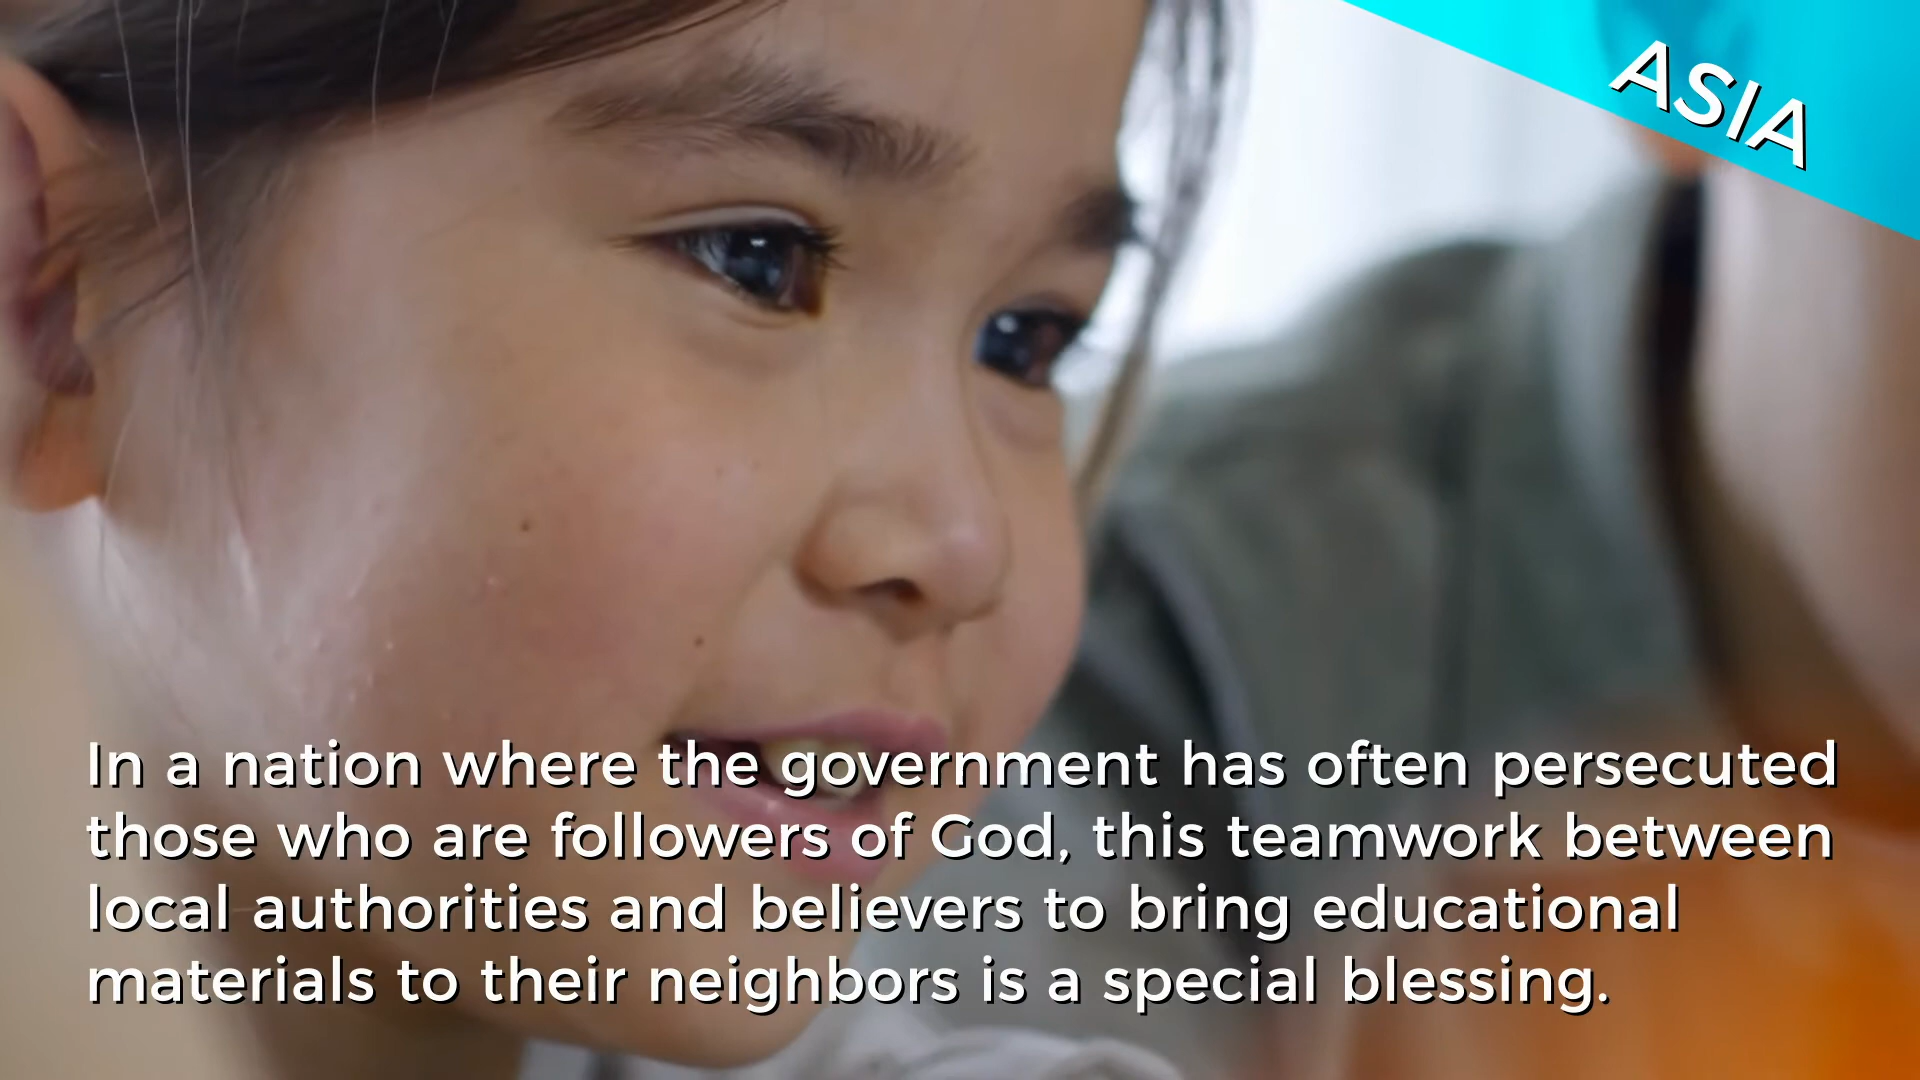 ASIA
In a nation where the government has often persecuted
those who are followers of God, this teamwork between
local authorities and believers to bring educational
materials to their neighbors is a special blessing.